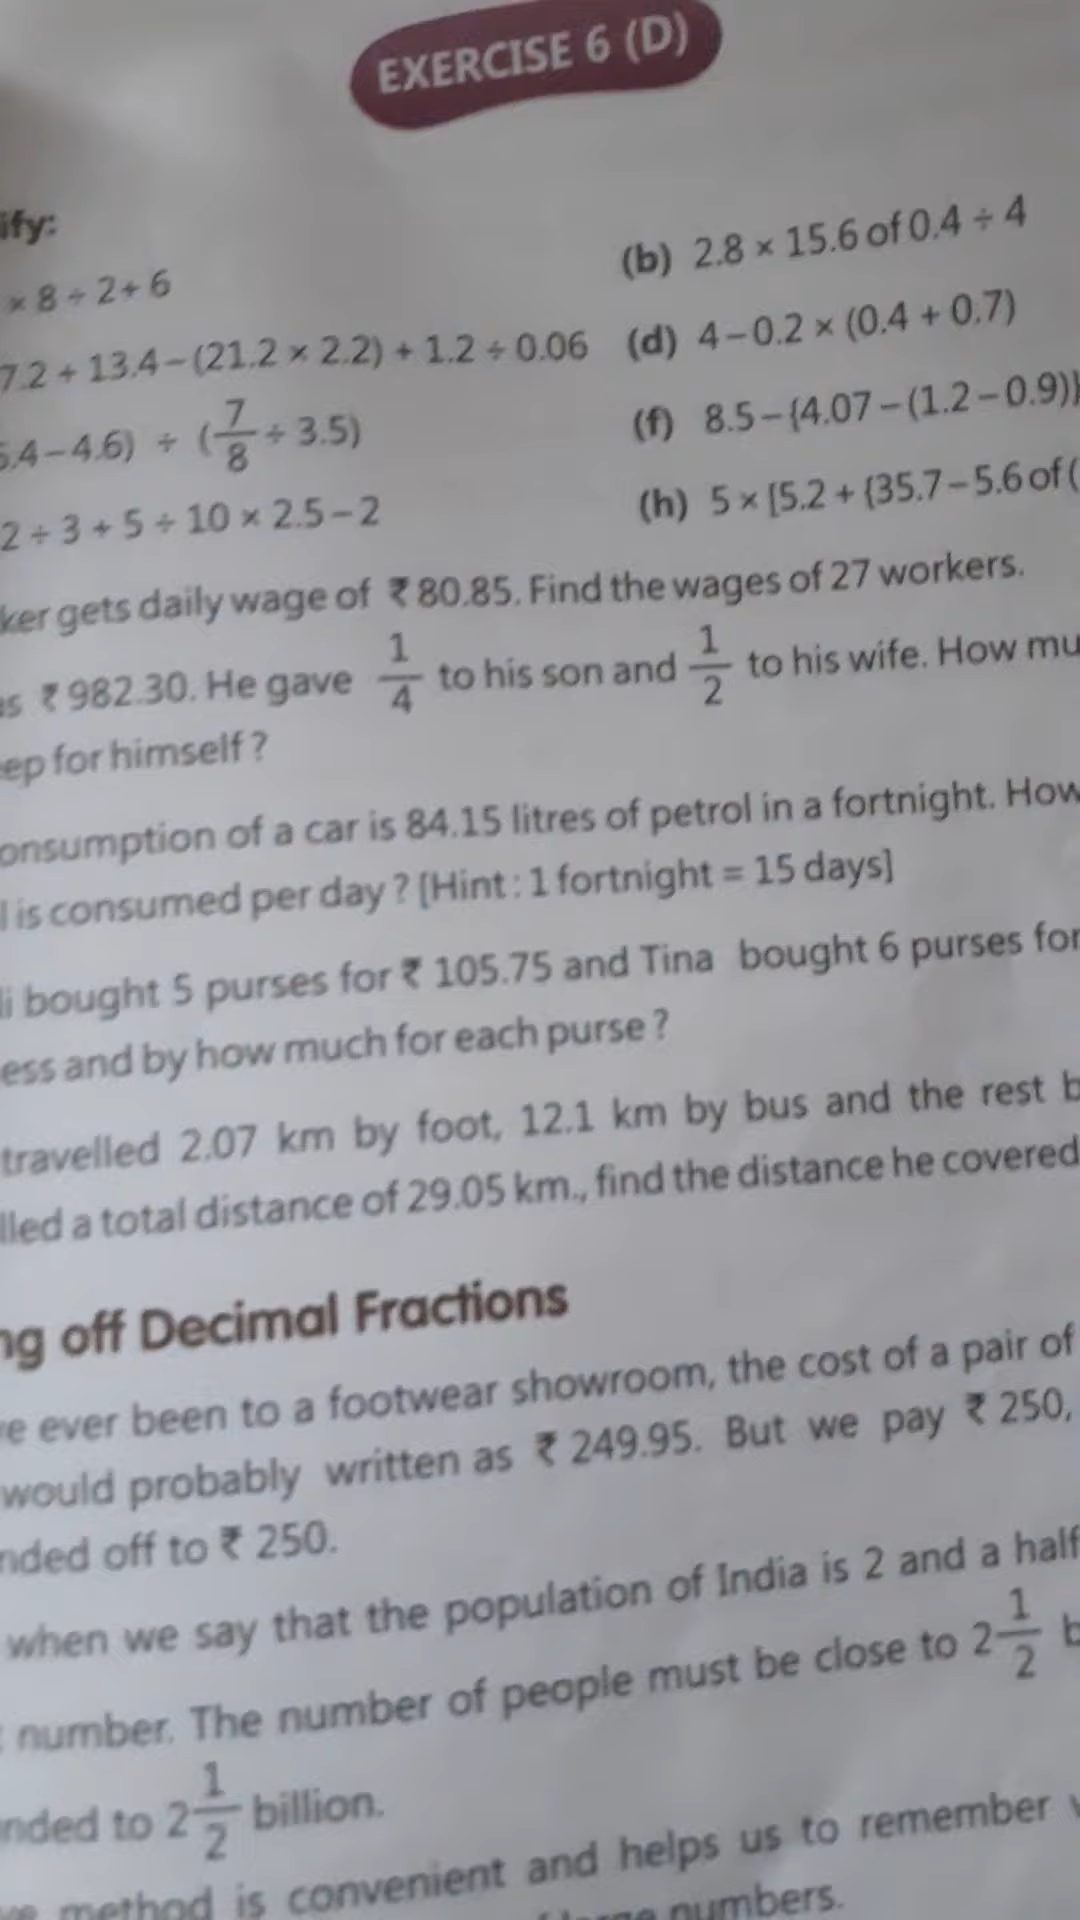 EXERCISE 6 (D)
ify:
× 8 ÷ 2 + 6
(b) 2.8 × 15.6 of 0.4 ÷ 4
7.2 + 13.4 – (21.2 × 2.2) + 1.2 ÷ 0.06
(d) 4 – 0.2 × (0.4 + 0.7)
5.4 – 4.6) ÷ (7/8 ÷ 3.5)
(f) 8.5 – {4.07 – (1.2 – 0.9)}
2 ÷ 3 + 5 ÷ 10 × 2.5 – 2
(h) 5 × [5.2 + {35.7 – 5.6 of (
ker gets daily wage of ₹ 80.85. Find the wages of 27 workers.
as ₹ 982.30. He gave 1/4 to his son and 1/2 to his wife. How mu
eep for himself ?
onsumption of a car is 84.15 litres of petrol in a fortnight. How
l is consumed per day ? [Hint : 1 fortnight = 15 days]
li bought 5 purses for ₹ 105.75 and Tina bought 6 purses for
ess and by how much for each purse ?
travelled 2.07 km by foot, 12.1 km by bus and the rest b
lled a total distance of 29.05 km., find the distance he covered
ng off Decimal Fractions
ve ever been to a footwear showroom, the cost of a pair of
would probably written as ₹ 249.95. But we pay ₹ 250,
nded off to ₹ 250.
when we say that the population of India is 2 and a half
number. The number of people must be close to 2 1/2 b
nded to 2 1/2 billion.
method is convenient and helps us to remember
numbers.